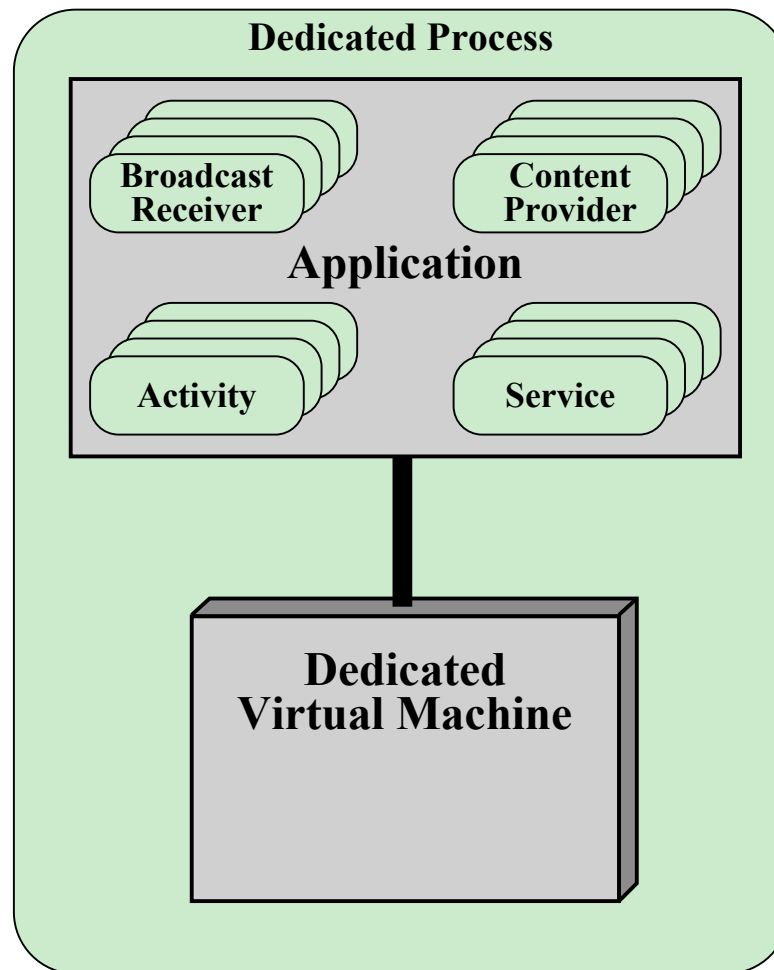 Dedicated Process
Broadcast
Receiver
Content
Provider
Application
Activity
Service
Dedicated
Virtual Machine